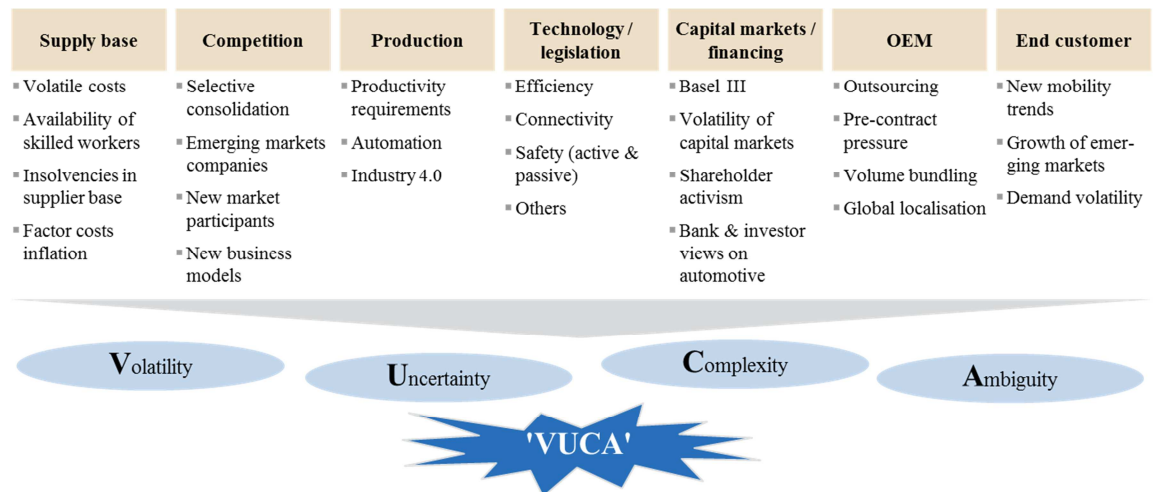 Supply base
Volatile costs
Availability of
skilled workers
Insolvencies in
supplier base
Factor costs
inflation
Competition
Selective
consolidation
Emerging markets
companies
New market
participants
New business
models
Production
Productivity
requirements
Automation
Industry 4.0
Technology /
legislation
Efficiency
Connectivity
Safety (active &
passive)
Others
Capital markets /
financing
Basel III
Volatility of
capital markets
Shareholder
activism
Bank & investor
views on
automotive
OEM
Outsourcing
Pre-contract
pressure
Volume bundling
Global localisation
End customer
New mobility
trends
Growth of emer-
ging markets
Demand volatility
Volatility
Uncertainty
Complexity
Ambiguity
'VUCA'